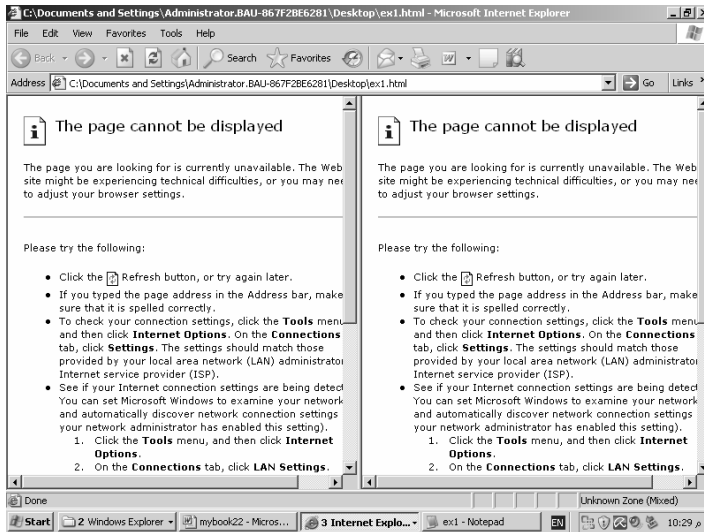 C:\Documents and Settings\Administrator.BAU-867F2BE6281\Desktop\ex1.html - Microsoft Internet Explorer
File Edit View Favorites Tools Help
Back Search Favorites
Address C:\Documents and Settings\Administrator.BAU-867F2BE6281\Desktop\ex1.html Go Links
The page cannot be displayed
The page you are looking for is currently unavailable. The Web
site might be experiencing technical difficulties, or you may nee
to adjust your browser settings.
Please try the following:
• Click the Refresh button, or try again later.
• If you typed the page address in the Address bar, make
sure that it is spelled correctly.
• To check your connection settings, click the Tools menu
and then click Internet Options. On the Connections
tab, click Settings. The settings should match those
provided by your local area network (LAN) administrator
Internet service provider (ISP).
• See if your Internet connection settings are being detect
You can set Microsoft Windows to examine your network
and automatically discover network connection settings
your network administrator has enabled this setting).
1. Click the Tools menu, and then click Internet
Options.
2. On the Connections tab, click LAN Settings.
The page cannot be displayed
The page you are looking for is currently unavailable. The Web
site might be experiencing technical difficulties, or you may nee
to adjust your browser settings.
Please try the following:
• Click the Refresh button, or try again later.
• If you typed the page address in the Address bar, make
sure that it is spelled correctly.
• To check your connection settings, click the Tools menu
and then click Internet Options. On the Connections
tab, click Settings. The settings should match those
provided by your local area network (LAN) administrator
Internet service provider (ISP).
• See if your Internet connection settings are being detect
You can set Microsoft Windows to examine your network
and automatically discover network connection settings
your network administrator has enabled this setting).
1. Click the Tools menu, and then click Internet
Options.
2. On the Connections tab, click LAN Settings.
Done Unknown Zone (Mixed)
Start 2 Windows Explorer mybook22 - Micros... 3 Internet Explo... ex1 - Notepad EN 10:29 م